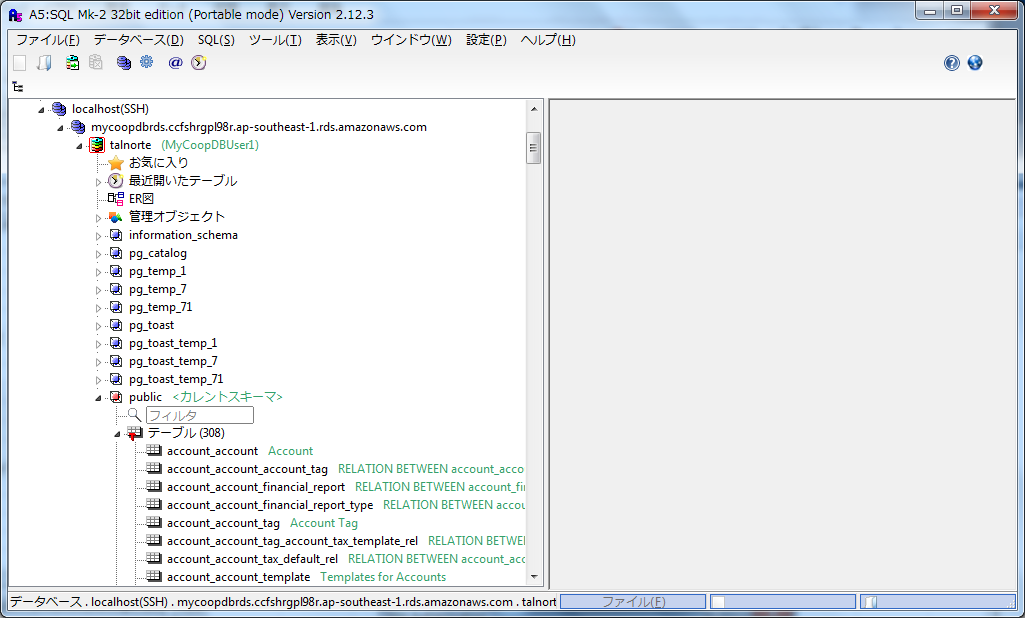 A5:SQL Mk-2 32bit edition (Portable mode) Version 2.12.3
ファイル(F) データベース(D) SQL(S) ツール(T) 表示(V) ウインドウ(W) 設定(P) ヘルプ(H)
localhost(SSH)
mycoopdbrds.ccfshrgpl98r.ap-southeast-1.rds.amazonaws.com
talnorte (MyCoopDBUser1)
お気に入り
最近開いたテーブル
ER図
管理オブジェクト
information_schema
pg_catalog
pg_temp_1
pg_temp_7
pg_temp_71
pg_toast
pg_toast_temp_1
pg_toast_temp_7
pg_toast_temp_71
public <カレントスキーマ>
フィルタ
テーブル (308)
account_account Account
account_account_account_tag RELATION BETWEEN account_acco
account_account_financial_report RELATION BETWEEN account_fi
account_account_financial_report_type RELATION BETWEEN accou
account_account_tag Account Tag
account_account_tag_account_tax_template_rel RELATION BETWE
account_account_tax_default_rel RELATION BETWEEN account_acc
account_account_template Templates for Accounts
データベース . localhost(SSH) . mycoopdbrds.ccfshrgpl98r.ap-southeast-1.rds.amazonaws.com . talnort ファイル(F)